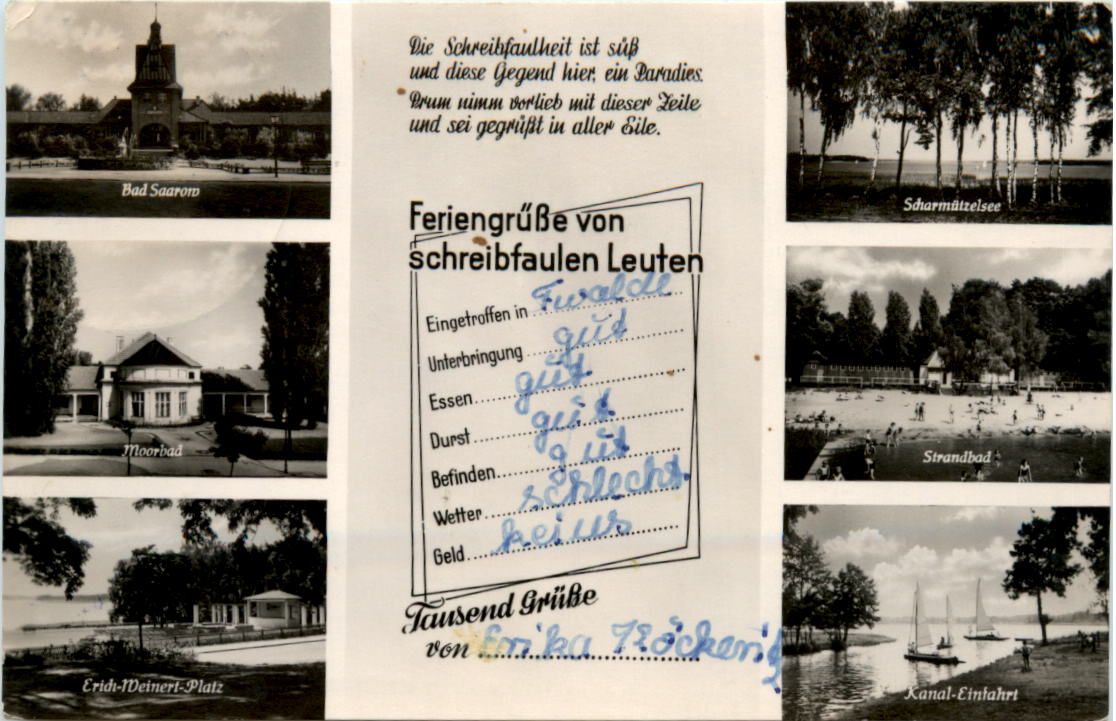 Bad Saarow
Moorbad
Erich-Weinert-Platz
Die Schreibfaulheit ist süß
und diese Gegend hier, ein Paradies.
Drum nimm vorlieb mit dieser Zeile
und sei gegrüßt in aller Eile.
Feriengrüße von
schreibfaulen Leuten
Eingetroffen in Fwalde
Unterbringung gut
Essen gut
Durst gut
Befinden gut
Wetter schlecht
Geld keins
Tausend Grüße
von Erika
Scharmützelsee
Strandbad
Kanal-Einfahrt